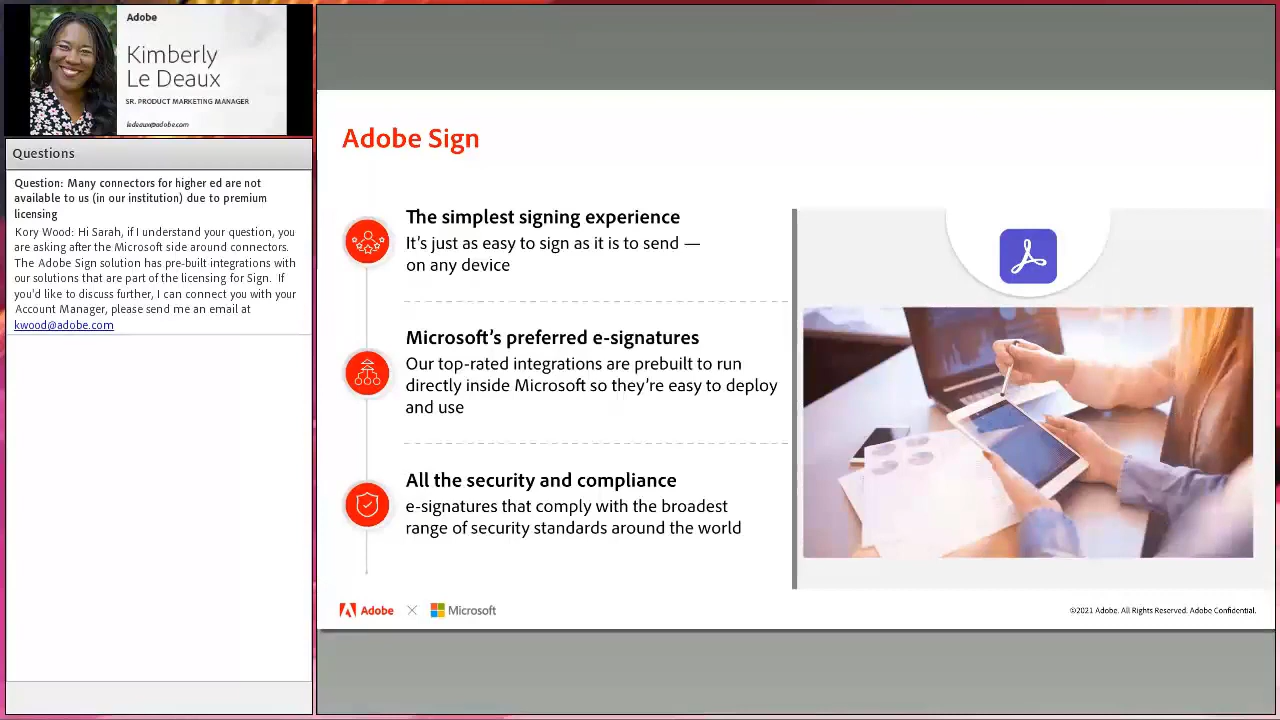 Adobe
Kimberly
Le Deaux
SR. PRODUCT MARKETING MANAGER
ledeaux@adobe.com
Questions
Question: Many connectors for higher ed are not
available to us (in our institution) due to premium
licensing
Kory Wood: Hi Sarah, if I understand your question, you
are asking after the Microsoft side around connectors.
The Adobe Sign solution has pre-built integrations with
our solutions that are part of the licensing for Sign.  If
you'd like to discuss further, I can connect you with your
Account Manager, please send me an email at
kwood@adobe.com
Adobe Sign
The simplest signing experience
It’s just as easy to sign as it is to send —
on any device
Microsoft’s preferred e-signatures
Our top-rated integrations are prebuilt to run
directly inside Microsoft so they’re easy to deploy
and use
All the security and compliance
e-signatures that comply with the broadest
range of security standards around the world
Adobe × Microsoft
©2021 Adobe. All Rights Reserved. Adobe Confidential.